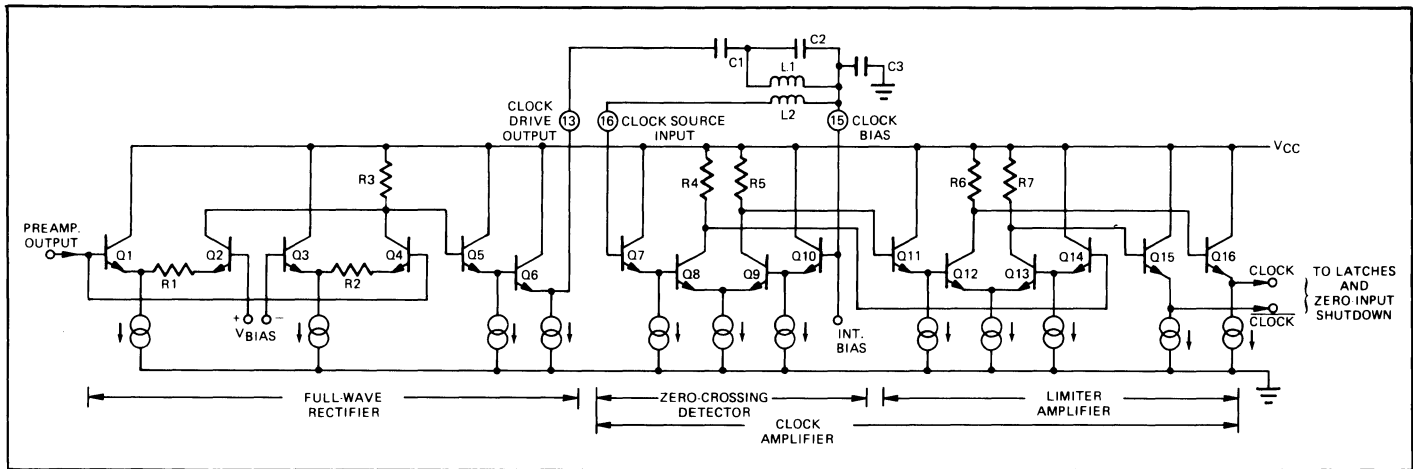 C1
C2
L1
C3
L2
CLOCK
DRIVE
OUTPUT
13
16
CLOCK SOURCE
INPUT
15
CLOCK
BIAS
VCC
R3
R4
R5
R6
R7
PREAMP.
OUTPUT
Q1
Q2
Q3
Q4
Q5
Q6
Q7
Q8
Q9
Q10
Q11
Q12
Q13
Q14
Q15
Q16
R1
R2
+ VBIAS −
INT.
BIAS
CLOCK
CLOCK
TO LATCHES
AND
ZERO-INPUT
SHUTDOWN
FULL-WAVE
RECTIFIER
ZERO-CROSSING
DETECTOR
LIMITER
AMPLIFIER
CLOCK
AMPLIFIER